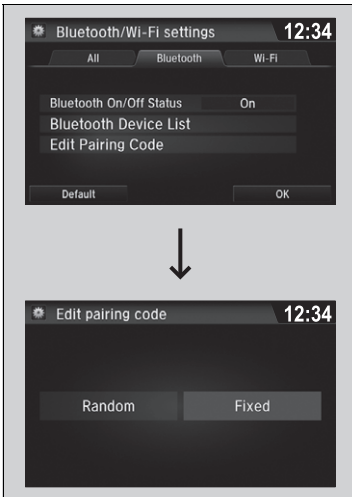 Bluetooth/Wi-Fi settings 12:34
All Bluetooth Wi-Fi
Bluetooth On/Off Status On
Bluetooth Device List
Edit Pairing Code
Default OK
Edit pairing code 12:34
Random Fixed